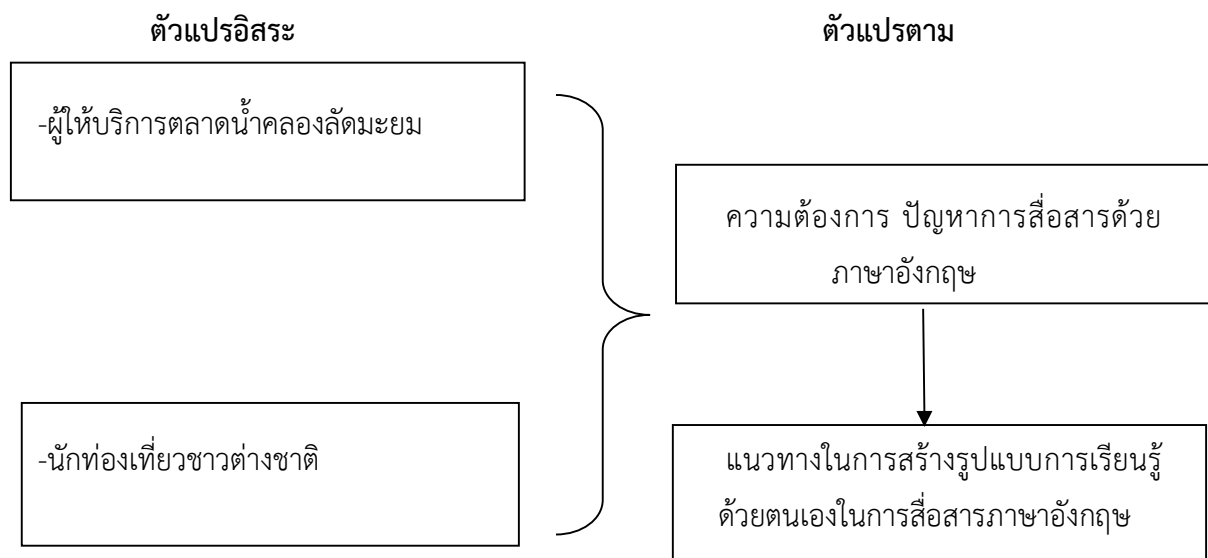 ตัวแปรอิสระ
ตัวแปรตาม
-ผู้ให้บริการตลาดน้ำคลองลัดมะยม
ความต้องการ ปัญหาการสื่อสารด้วย
ภาษาอังกฤษ
-นักท่องเที่ยวชาวต่างชาติ
แนวทางในการสร้างรูปแบบการเรียนรู้
ด้วยตนเองในการสื่อสารภาษาอังกฤษ